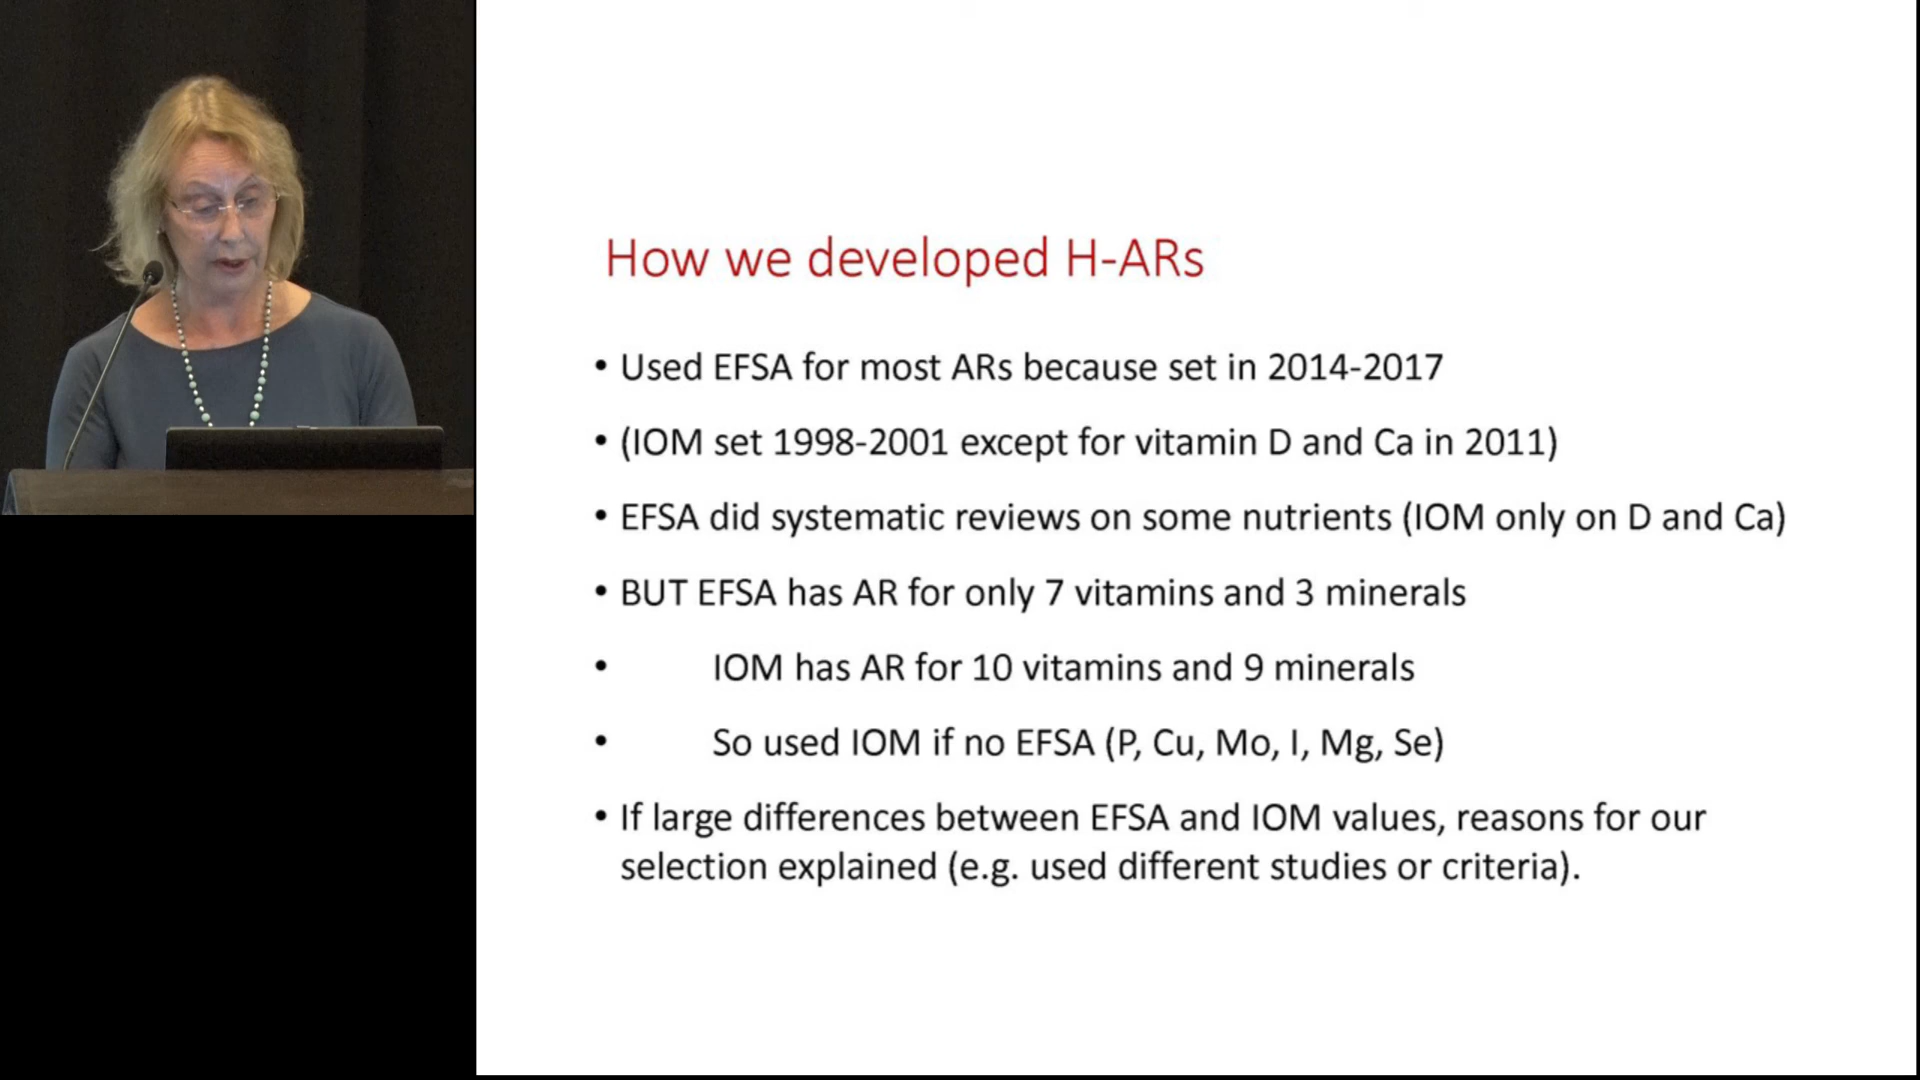 How we developed H-ARs
• Used EFSA for most ARs because set in 2014-2017
• (IOM set 1998-2001 except for vitamin D and Ca in 2011)
• EFSA did systematic reviews on some nutrients (IOM only on D and Ca)
• BUT EFSA has AR for only 7 vitamins and 3 minerals
• IOM has AR for 10 vitamins and 9 minerals
• So used IOM if no EFSA (P, Cu, Mo, I, Mg, Se)
• If large differences between EFSA and IOM values, reasons for our
selection explained (e.g. used different studies or criteria).